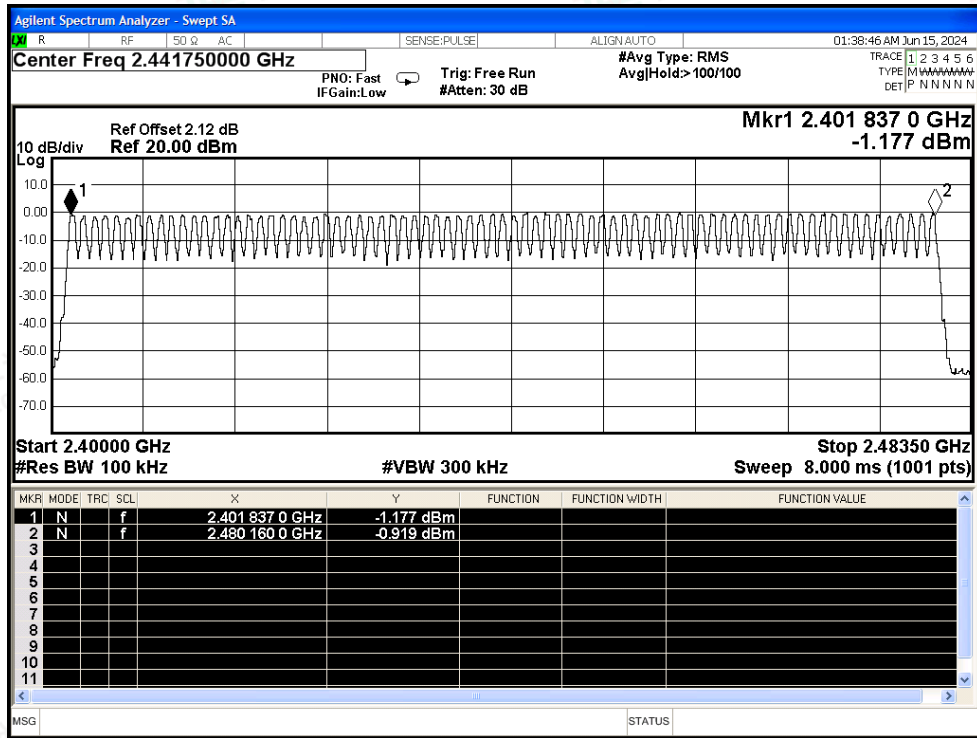 Agilent Spectrum Analyzer - Swept SA
LXI R RF 50 Ω AC SENSE:PULSE ALIGN AUTO 01:38:46 AM Jun 15, 2024
Center Freq 2.441750000 GHz
PNO: Fast
IFGain:Low
Trig: Free Run
#Atten: 30 dB
#Avg Type: RMS
Avg|Hold:>100/100
TRACE 1 2 3 4 5 6
TYPE M
DET P N N N N N
Mkr1 2.401 837 0 GHz
-1.177 dBm
Ref Offset 2.12 dB
10 dB/div Ref 20.00 dBm
Log
10.0
0.00
-10.0
-20.0
-30.0
-40.0
-50.0
-60.0
-70.0
1
2
Start 2.40000 GHz Stop 2.48350 GHz
#Res BW 100 kHz #VBW 300 kHz Sweep 8.000 ms (1001 pts)
MKR MODE TRC SCL X Y FUNCTION FUNCTION WIDTH FUNCTION VALUE
1 N f 2.401 837 0 GHz -1.177 dBm
2 N f 2.480 160 0 GHz -0.919 dBm
3
4
5
6
7
8
9
10
11
MSG STATUS